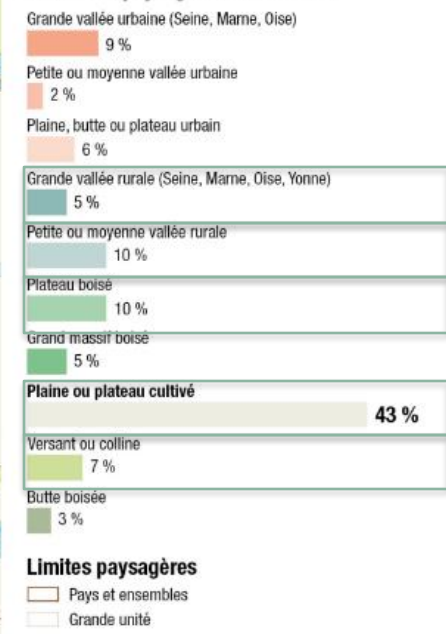 Grande vallée urbaine (Seine, Marne, Oise)
9 %
Petite ou moyenne vallée urbaine
2 %
Plaine, butte ou plateau urbain
6 %
Grande vallée rurale (Seine, Marne, Oise, Yonne)
5 %
Petite ou moyenne vallée rurale
10 %
Plateau boisé
10 %
Grand massif boisé
5 %
Plaine ou plateau cultivé
43 %
Versant ou colline
7 %
Butte boisée
3 %
Limites paysagères
Pays et ensembles
Grande unité